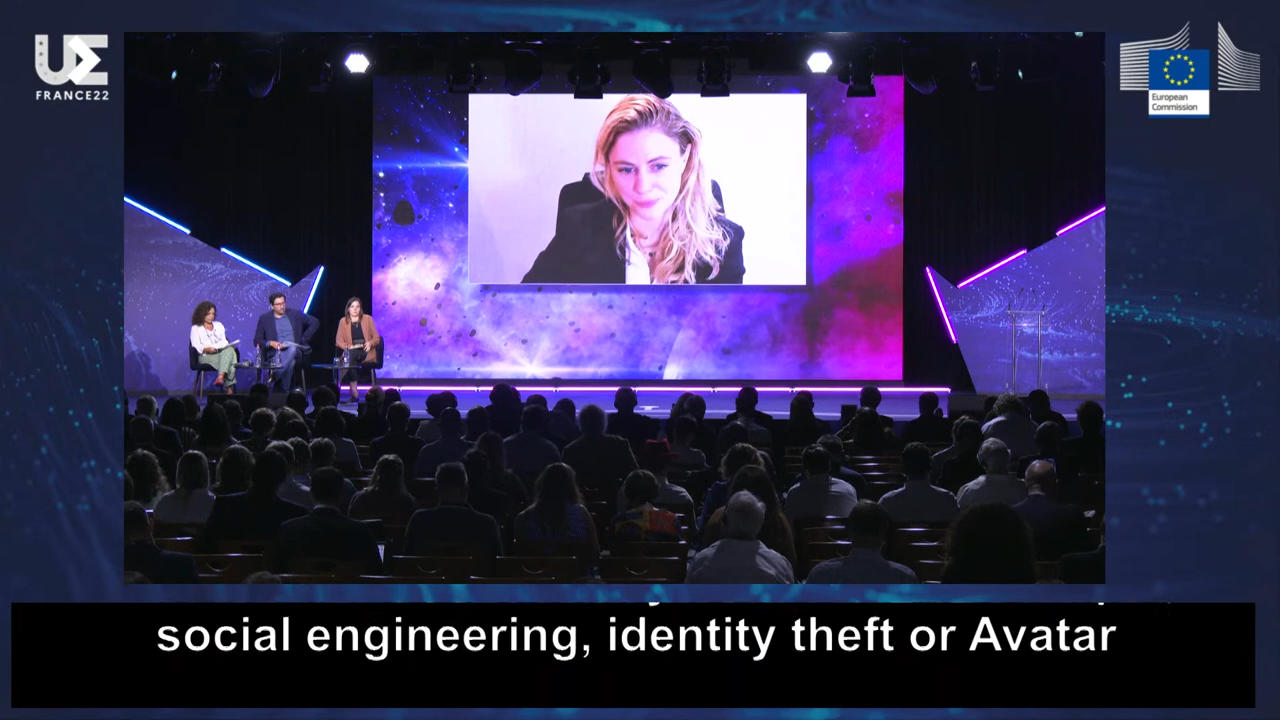 UE
FRANCE22
European
Commission
social engineering, identity theft or Avatar